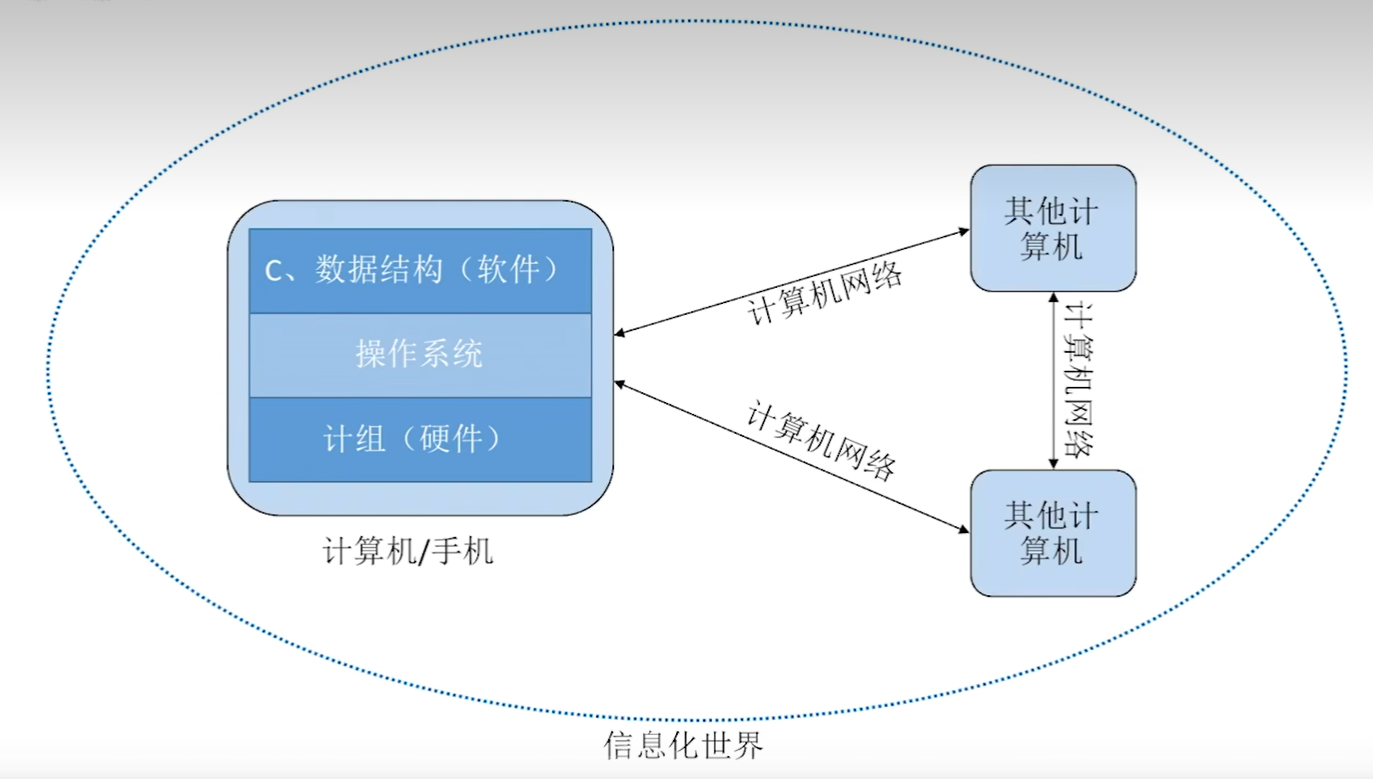 C、数据结构（软件）
操作系统
计组（硬件）
计算机/手机
计算机网络
计算机网络
其他计
算机
计算机网络
其他计
算机
信息化世界